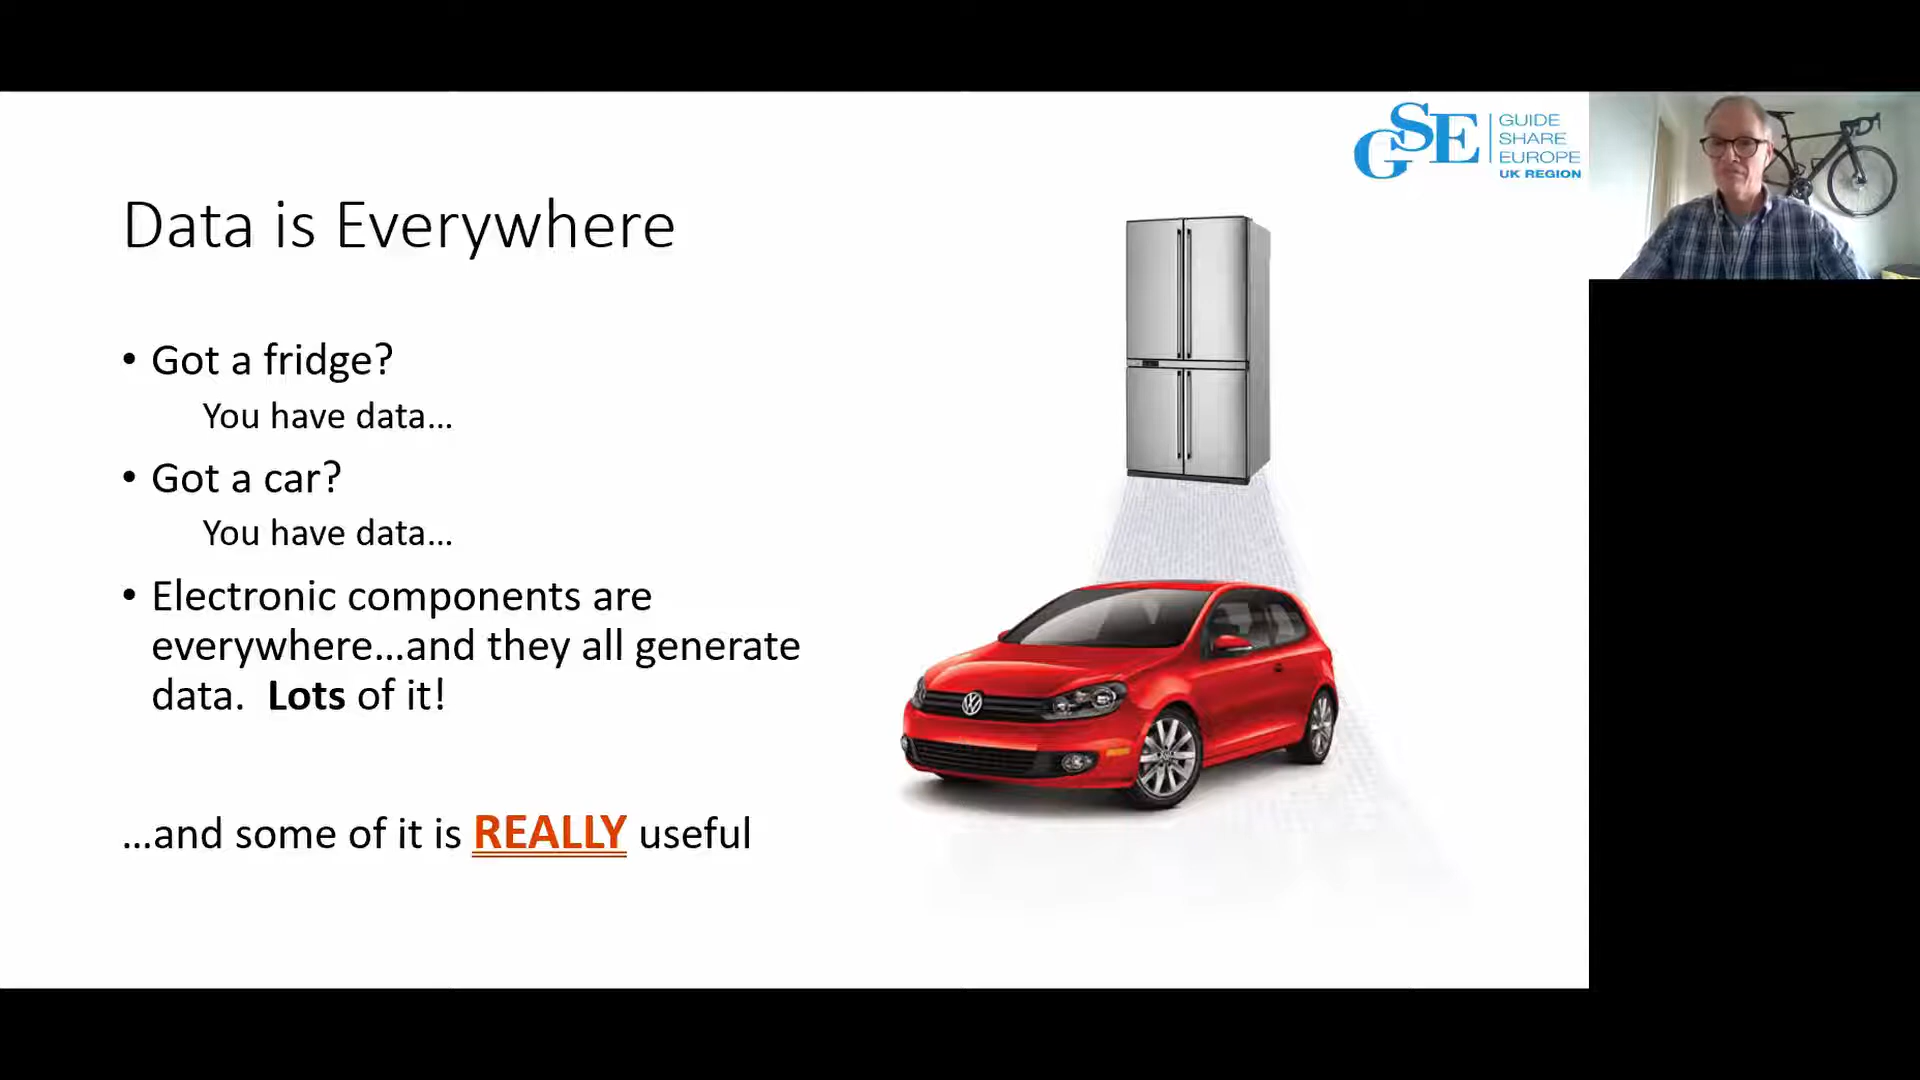 GSE
GUIDE
SHARE
EUROPE
UK REGION
Data is Everywhere
• Got a fridge?
You have data...
• Got a car?
You have data...
• Electronic components are
everywhere...and they all generate
data.  Lots of it!
...and some of it is REALLY useful